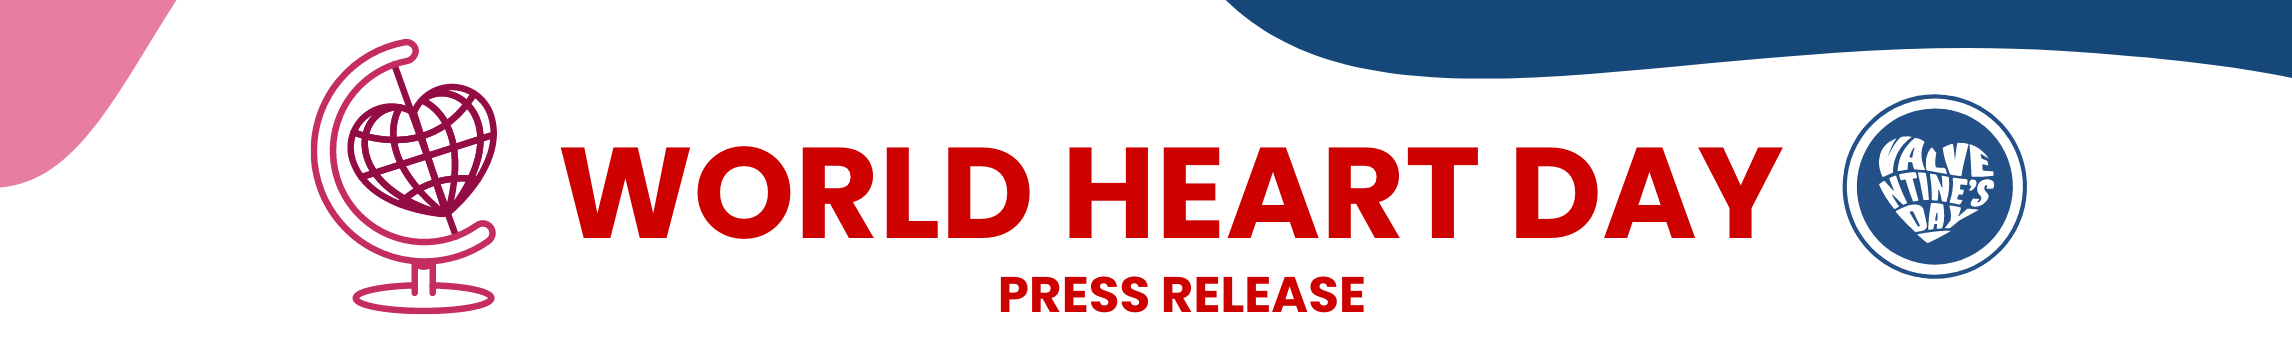 WORLD HEART DAY
PRESS RELEASE
VALVE
NTINE'S
DAY